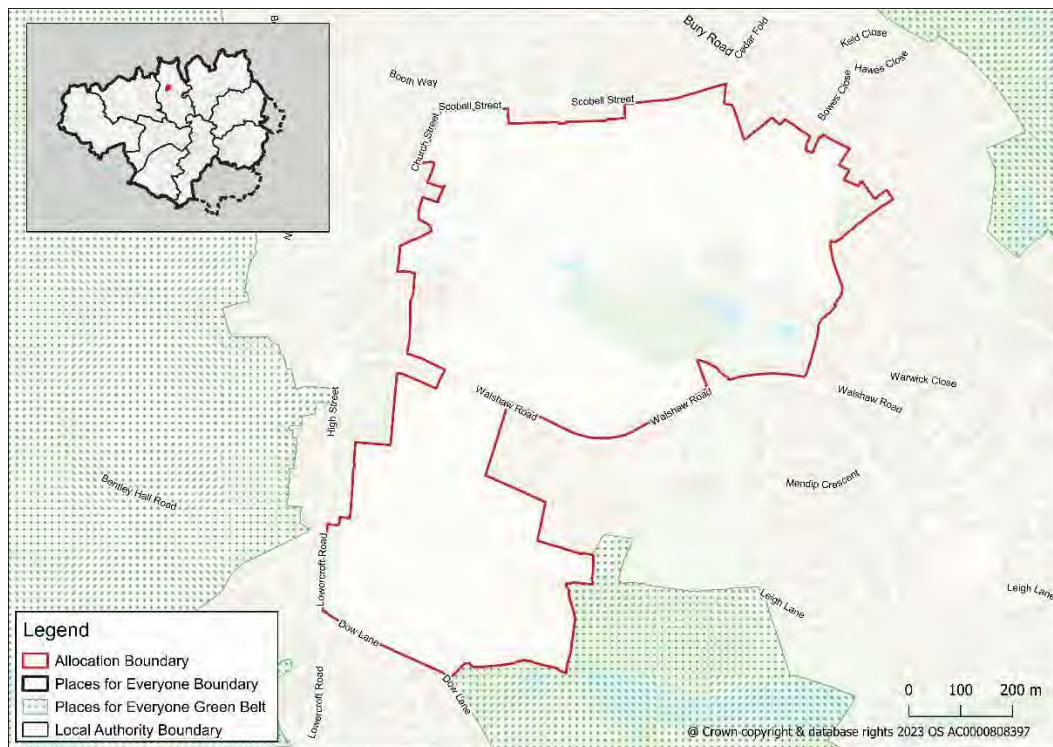 Bury Road
Cedar Fold
Keld Close
Hawes Close
Bowes Close
Booth Way
Scobell Street
Scobell Street
Church Street
Walshaw Road
Walshaw Road
Warwick Close
Walshaw Road
High Street
Mendip Crescent
Bentley Hall Road
Lowercroft Road
Dow Lane
Leigh Lane
Leigh Lane
Lowercroft Road
Dow Lane
Legend
Allocation Boundary
Places for Everyone Boundary
Places for Everyone Green Belt
Local Authority Boundary
0 100 200 m
@ Crown copyright & database rights 2023 OS AC0000808397